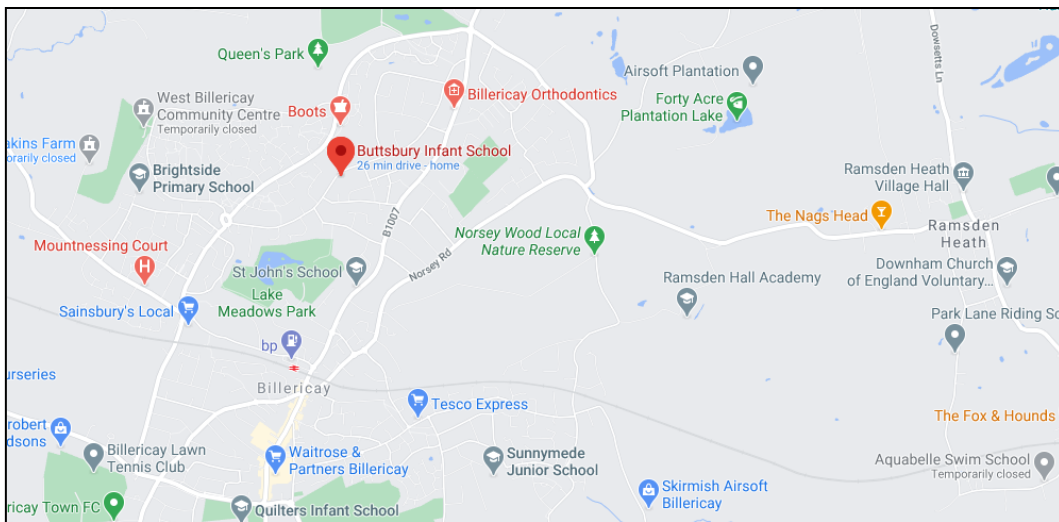 Queen's Park
Dowsetts Ln
Airsoft Plantation
Billericay Orthodontics
West Billericay
Community Centre
Temporarily closed
Boots
Forty Acre
Plantation Lake
akins Farm
orarily closed
Buttsbury Infant School
26 min drive - home
Brightside
Primary School
Ramsden Heath
Village Hall
The Nags Head
B1007
Norsey Rd
Norsey Wood Local
Nature Reserve
Ramsden
Heath
Mountnessing Court
St John's School
Lake
Meadows Park
Ramsden Hall Academy
Downham Church
of England Voluntary...
Sainsbury's Local
Park Lane Riding Sc
bp
urseries
Billericay
Tesco Express
The Fox & Hounds
robert
dsons
Billericay Lawn
Tennis Club
Waitrose &
Partners Billericay
Sunnymede
Junior School
Aquabelle Swim School
Temporarily closed
Skirmish Airsoft
Billericay
ricay Town FC
Quilters Infant School